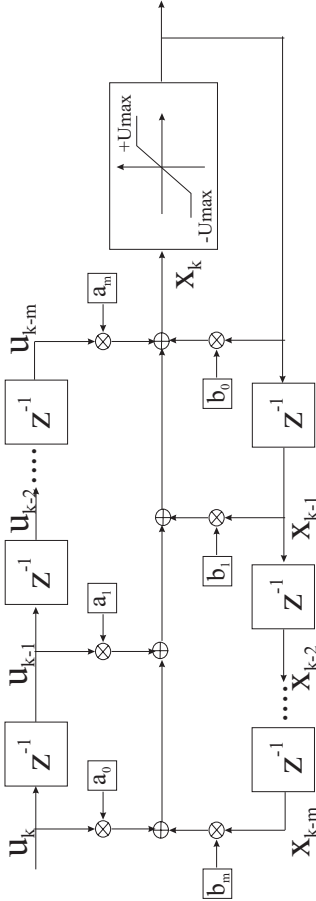 u_k
z^-1
u_k-1
z^-1
u_k-2
....
z^-1
u_k-m
a_0
a_1
a_m
x_k
+Umax
-Umax
b_m
b_1
b_0
x_k-m
z^-1
....
x_k-2
z^-1
x_k-1
z^-1